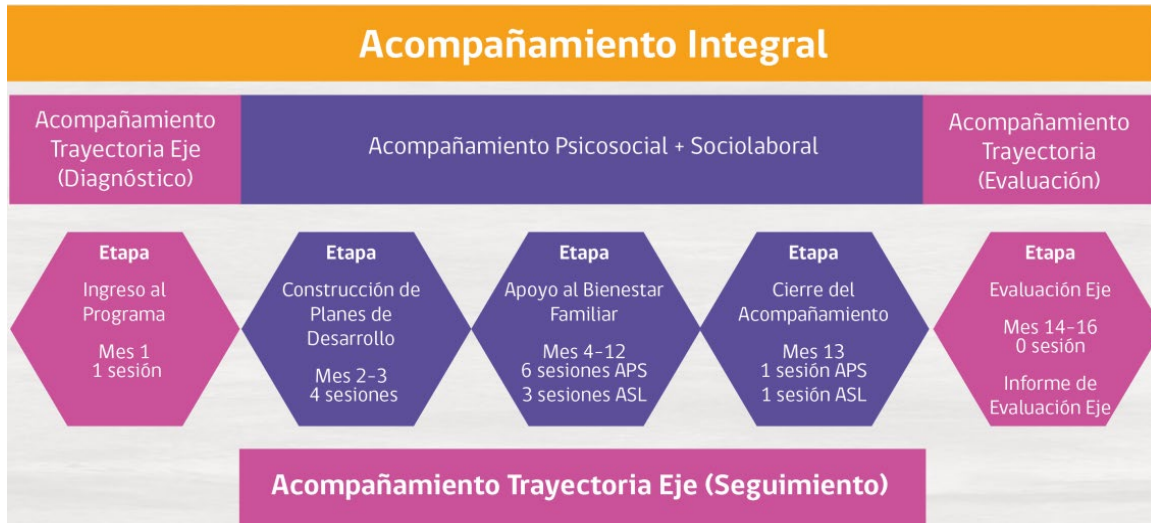 Acompañamiento Integral
Acompañamiento
Trayectoria Eje
(Diagnóstico)
Acompañamiento Psicosocial + Sociolaboral
Acompañamiento
Trayectoria
(Evaluación)
Etapa
Ingreso al
Programa
Mes 1
1 sesión
Etapa
Construcción de
Planes de
Desarrollo
Mes 2-3
4 sesiones
Etapa
Apoyo al Bienestar
Familiar
Mes 4-12
6 sesiones APS
3 sesiones ASL
Etapa
Cierre del
Acompañamiento
Mes 13
1 sesión APS
1 sesión ASL
Etapa
Evaluación Eje
Mes 14-16
0 sesión
Informe de
Evaluación Eje
Acompañamiento Trayectoria Eje (Seguimiento)